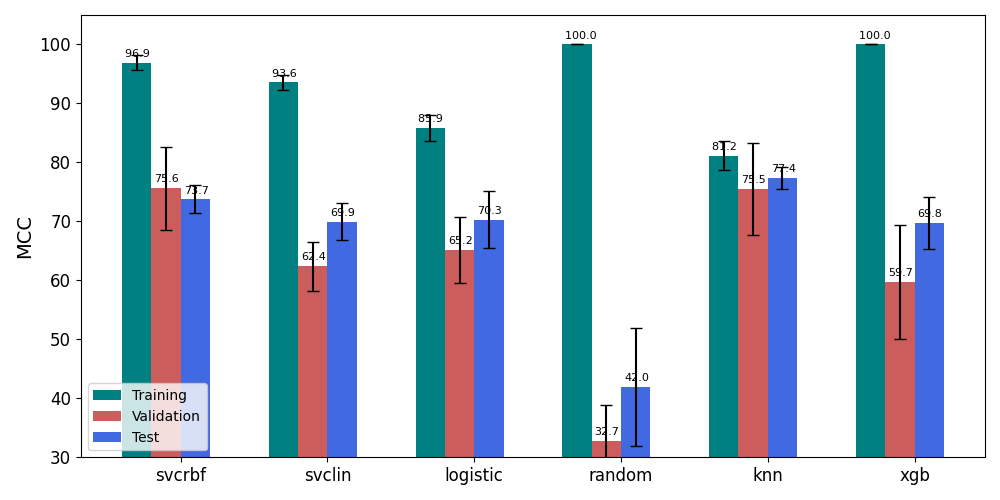 MCC
100
90
80
70
60
50
40
30
96.9
75.6
73.7
93.6
62.4
69.9
85.9
65.2
70.3
100.0
32.7
42.0
81.2
75.5
77.4
100.0
59.7
69.8
Training
Validation
Test
svcrbf
svclin
logistic
random
knn
xgb